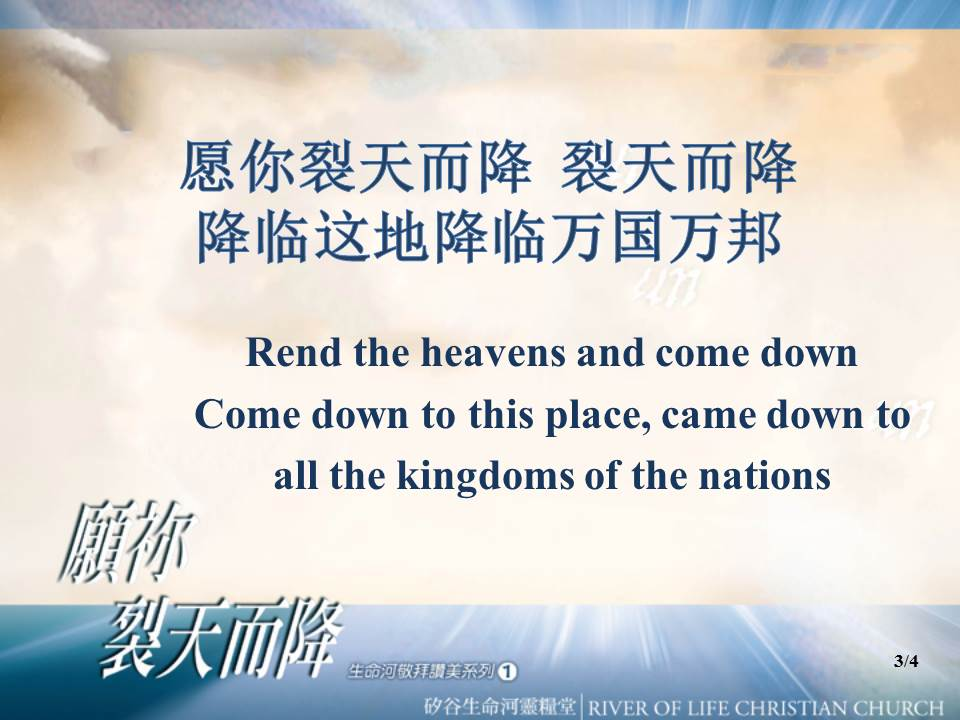 愿你裂天而降 裂天而降
降临这地降临万国万邦
Rend the heavens and come down
Come down to this place, came down to
all the kingdoms of the nations
願祢
裂天而降
生命河敬拜讚美系列 1
3/4
矽谷生命河靈糧堂 | RIVER OF LIFE CHRISTIAN CHURCH